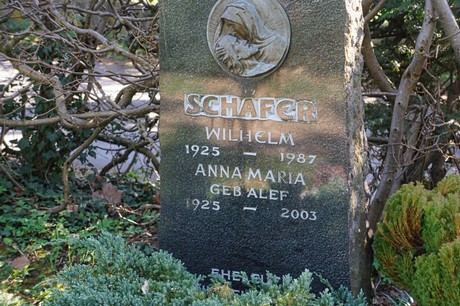 SCHAFER
WILHELM
1925 — 1987
ANNA MARIA
GEB ALEF
1925 — 2003